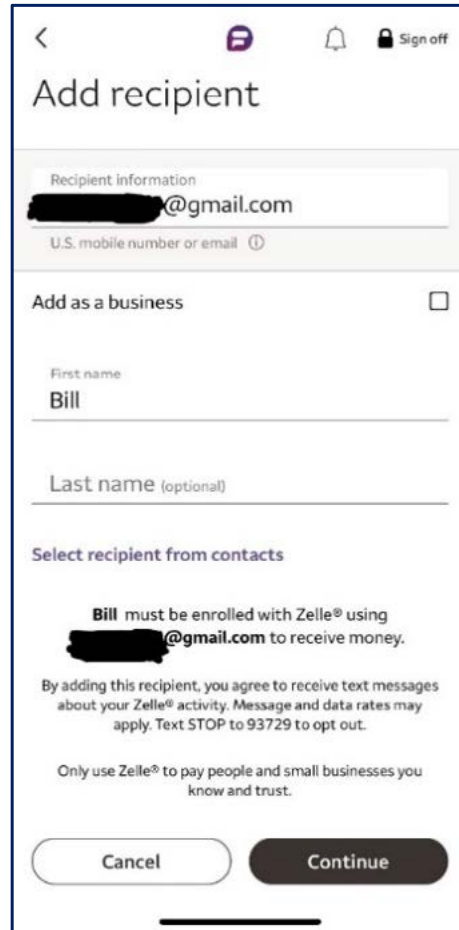 Sign off
Add recipient
Recipient information
@gmail.com
U.S. mobile number or email ⓘ
Add as a business
First name
Bill
Last name (optional)
Select recipient from contacts
Bill must be enrolled with Zelle® using
@gmail.com to receive money.
By adding this recipient, you agree to receive text messages
about your Zelle® activity. Message and data rates may
apply. Text STOP to 93729 to opt out.
Only use Zelle® to pay people and small businesses you
know and trust.
Cancel
Continue